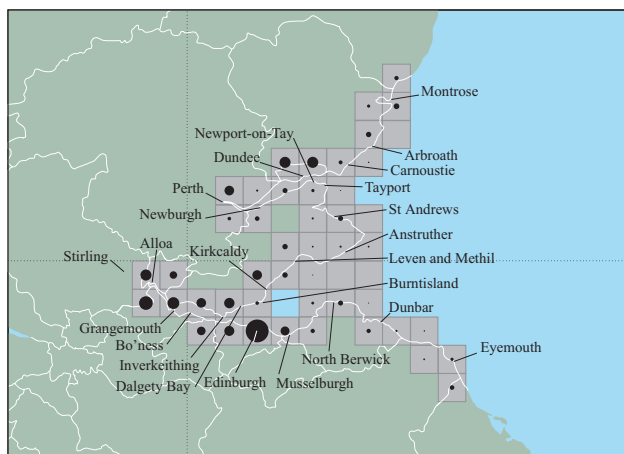 Montrose
Newport-on-Tay
Arbroath
Dundee
Carnoustie
Perth
Tayport
Newburgh
St Andrews
Alloa
Kirkcaldy
Anstruther
Stirling
Leven and Methil
Burntisland
Grangemouth
Dunbar
Bo'ness
Inverkeithing
North Berwick
Eyemouth
Dalgety Bay
Edinburgh
Musselburgh